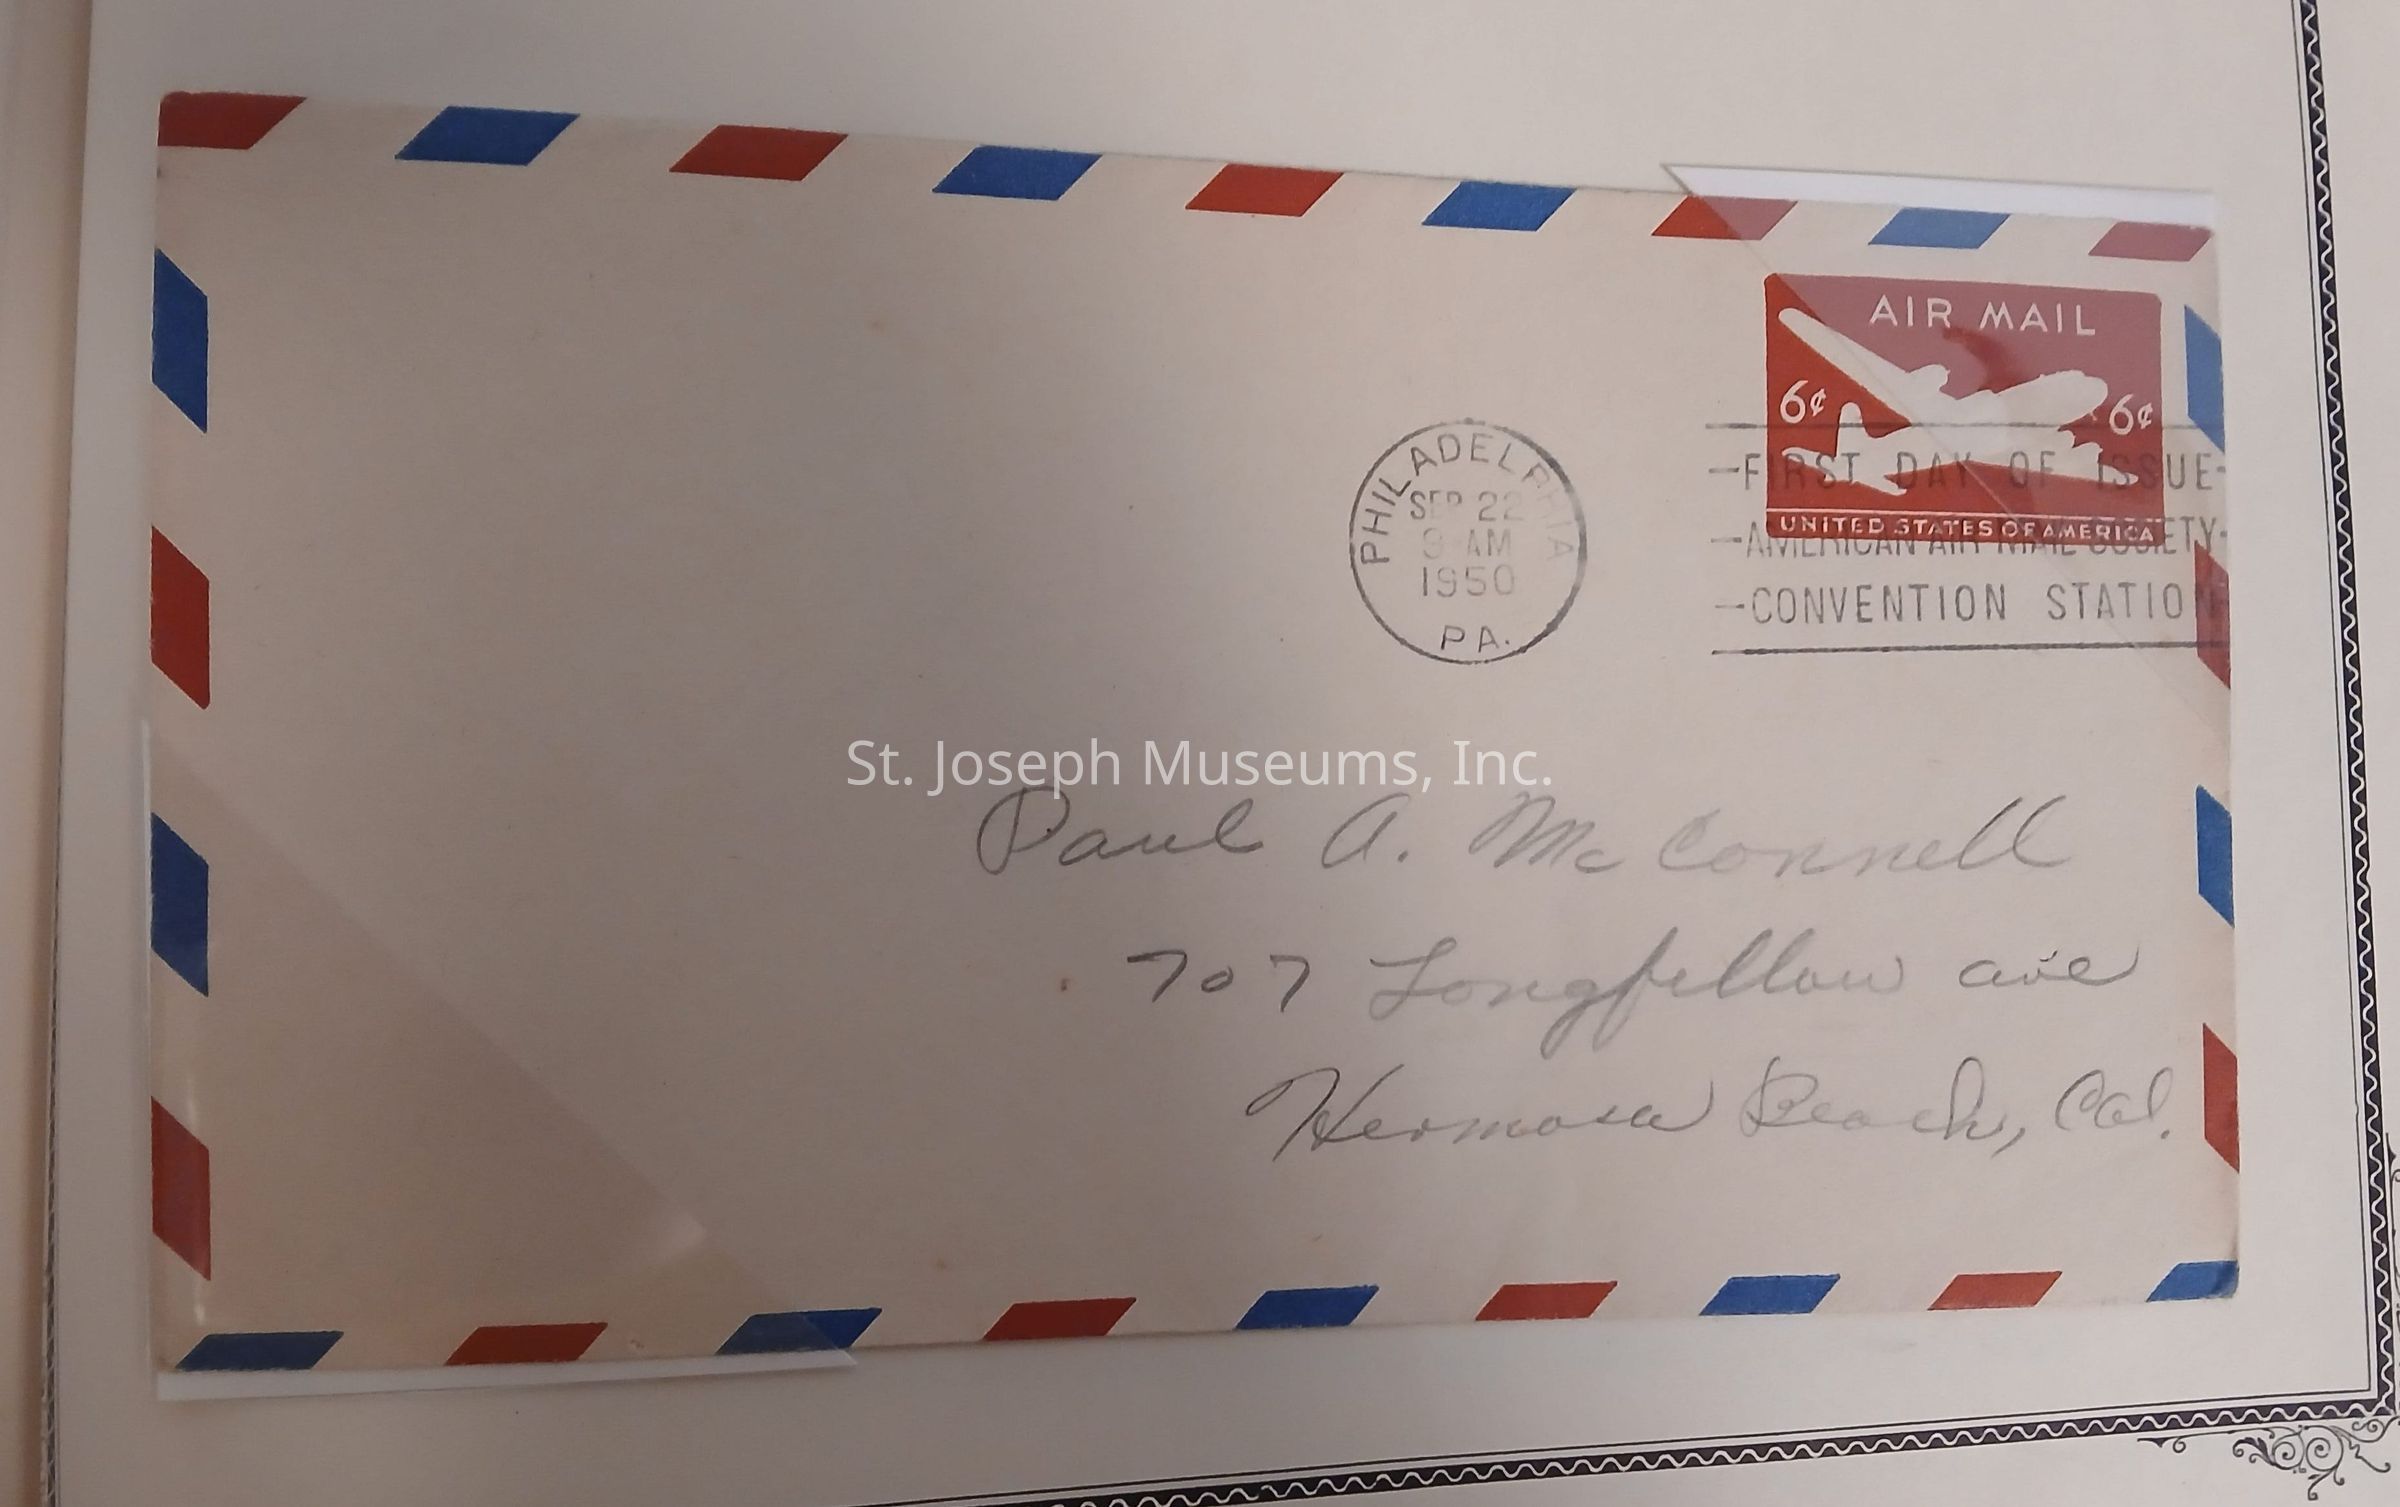 AIR MAIL
6¢ 6¢
UNITED STATES OF AMERICA
PHILADELPHIA
SEP 22
9 AM
1950
PA.
—FIRST DAY OF ISSUE—
—AMERICAN AIR MAIL SOCIETY—
—CONVENTION STATION—
St. Joseph Museums, Inc.
Paul A. McConnell
707 Longfellow ave
Hermosa Beach, Cal.